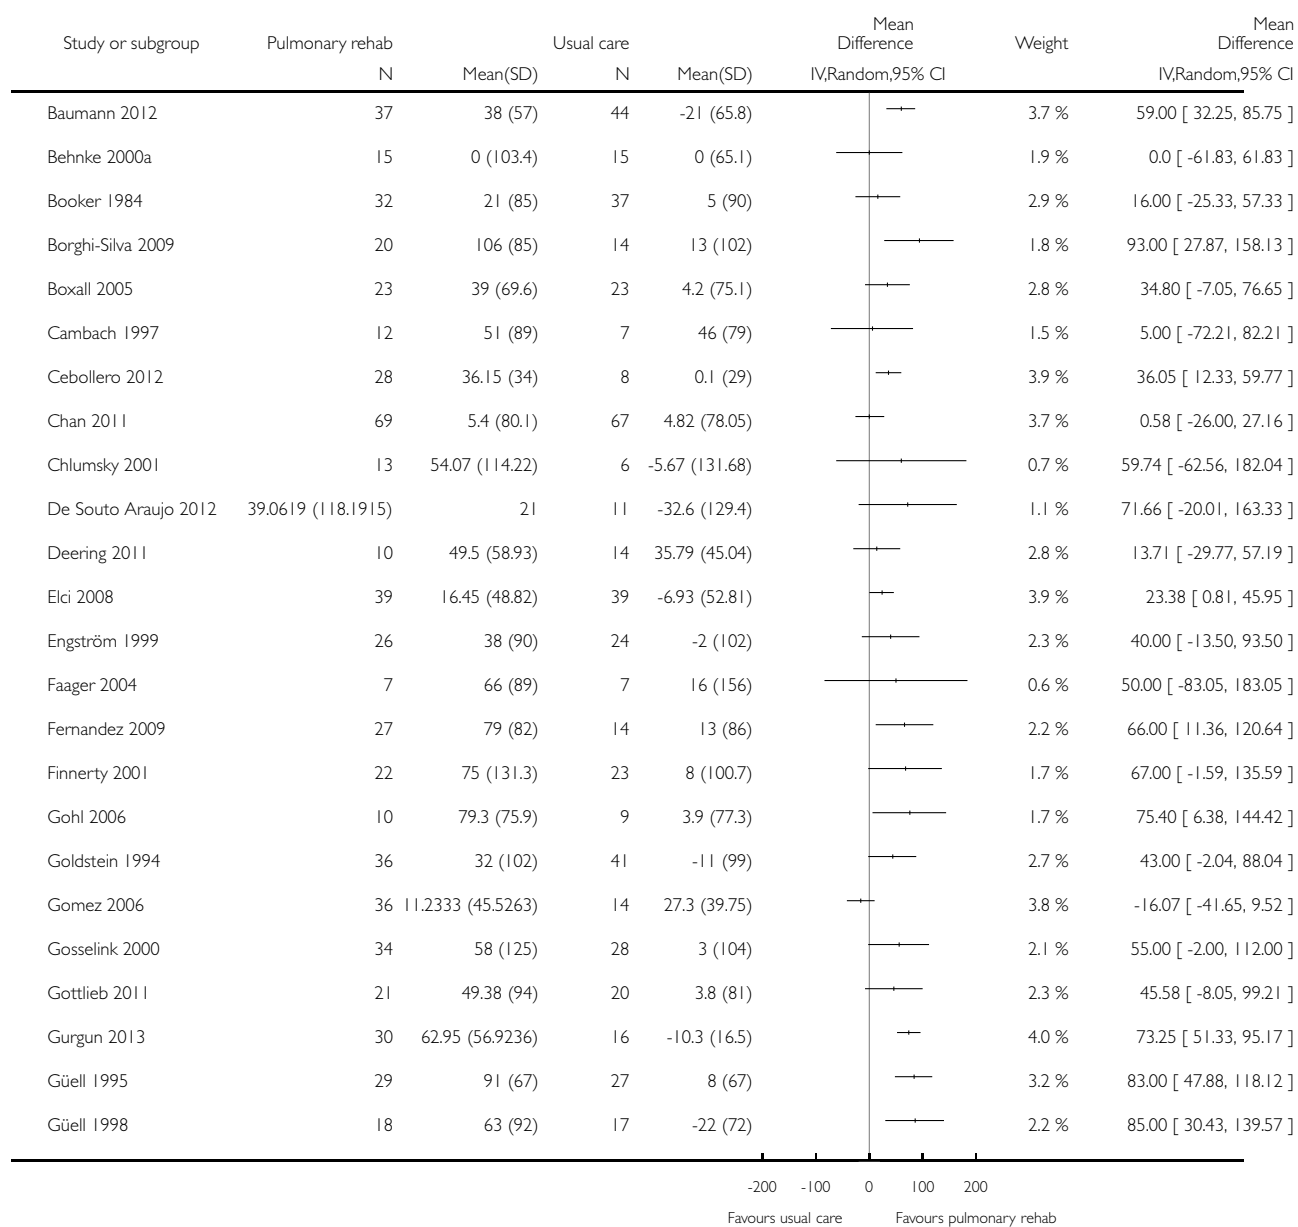 Mean Mean
Study or subgroup Pulmonary rehab Usual care Difference Weight Difference
N Mean(SD) N Mean(SD) IV,Random,95% CI IV,Random,95% CI
Baumann 2012 37 38 (57) 44 -21 (65.8) 3.7 % 59.00 [ 32.25, 85.75 ]
Behnke 2000a 15 0 (103.4) 15 0 (65.1) 1.9 % 0.0 [ -61.83, 61.83 ]
Booker 1984 32 21 (85) 37 5 (90) 2.9 % 16.00 [ -25.33, 57.33 ]
Borghi-Silva 2009 20 106 (85) 14 13 (102) 1.8 % 93.00 [ 27.87, 158.13 ]
Boxall 2005 23 39 (69.6) 23 4.2 (75.1) 2.8 % 34.80 [ -7.05, 76.65 ]
Cambach 1997 12 51 (89) 7 46 (79) 1.5 % 5.00 [ -72.21, 82.21 ]
Cebollero 2012 28 36.15 (34) 8 0.1 (29) 3.9 % 36.05 [ 12.33, 59.77 ]
Chan 2011 69 5.4 (80.1) 67 4.82 (78.05) 3.7 % 0.58 [ -26.00, 27.16 ]
Chlumsky 2001 13 54.07 (114.22) 6 -5.67 (131.68) 0.7 % 59.74 [ -62.56, 182.04 ]
De Souto Araujo 2012 39.0619 (118.1915) 21 11 -32.6 (129.4) 1.1 % 71.66 [ -20.01, 163.33 ]
Deering 2011 10 49.5 (58.93) 14 35.79 (45.04) 2.8 % 13.71 [ -29.77, 57.19 ]
Elci 2008 39 16.45 (48.82) 39 -6.93 (52.81) 3.9 % 23.38 [ 0.81, 45.95 ]
Engström 1999 26 38 (90) 24 -2 (102) 2.3 % 40.00 [ -13.50, 93.50 ]
Faager 2004 7 66 (89) 7 16 (156) 0.6 % 50.00 [ -83.05, 183.05 ]
Fernandez 2009 27 79 (82) 14 13 (86) 2.2 % 66.00 [ 11.36, 120.64 ]
Finnerty 2001 22 75 (131.3) 23 8 (100.7) 1.7 % 67.00 [ -1.59, 135.59 ]
Gohl 2006 10 79.3 (75.9) 9 3.9 (77.3) 1.7 % 75.40 [ 6.38, 144.42 ]
Goldstein 1994 36 32 (102) 41 -11 (99) 2.7 % 43.00 [ -2.04, 88.04 ]
Gomez 2006 36 11.2333 (45.5263) 14 27.3 (39.75) 3.8 % -16.07 [ -41.65, 9.52 ]
Gosselink 2000 34 58 (125) 28 3 (104) 2.1 % 55.00 [ -2.00, 112.00 ]
Gottlieb 2011 21 49.38 (94) 20 3.8 (81) 2.3 % 45.58 [ -8.05, 99.21 ]
Gurgun 2013 30 62.95 (56.9236) 16 -10.3 (16.5) 4.0 % 73.25 [ 51.33, 95.17 ]
Güell 1995 29 91 (67) 27 8 (67) 3.2 % 83.00 [ 47.88, 118.12 ]
Güell 1998 18 63 (92) 17 -22 (72) 2.2 % 85.00 [ 30.43, 139.57 ]
-200 -100 0 100 200
Favours usual care Favours pulmonary rehab